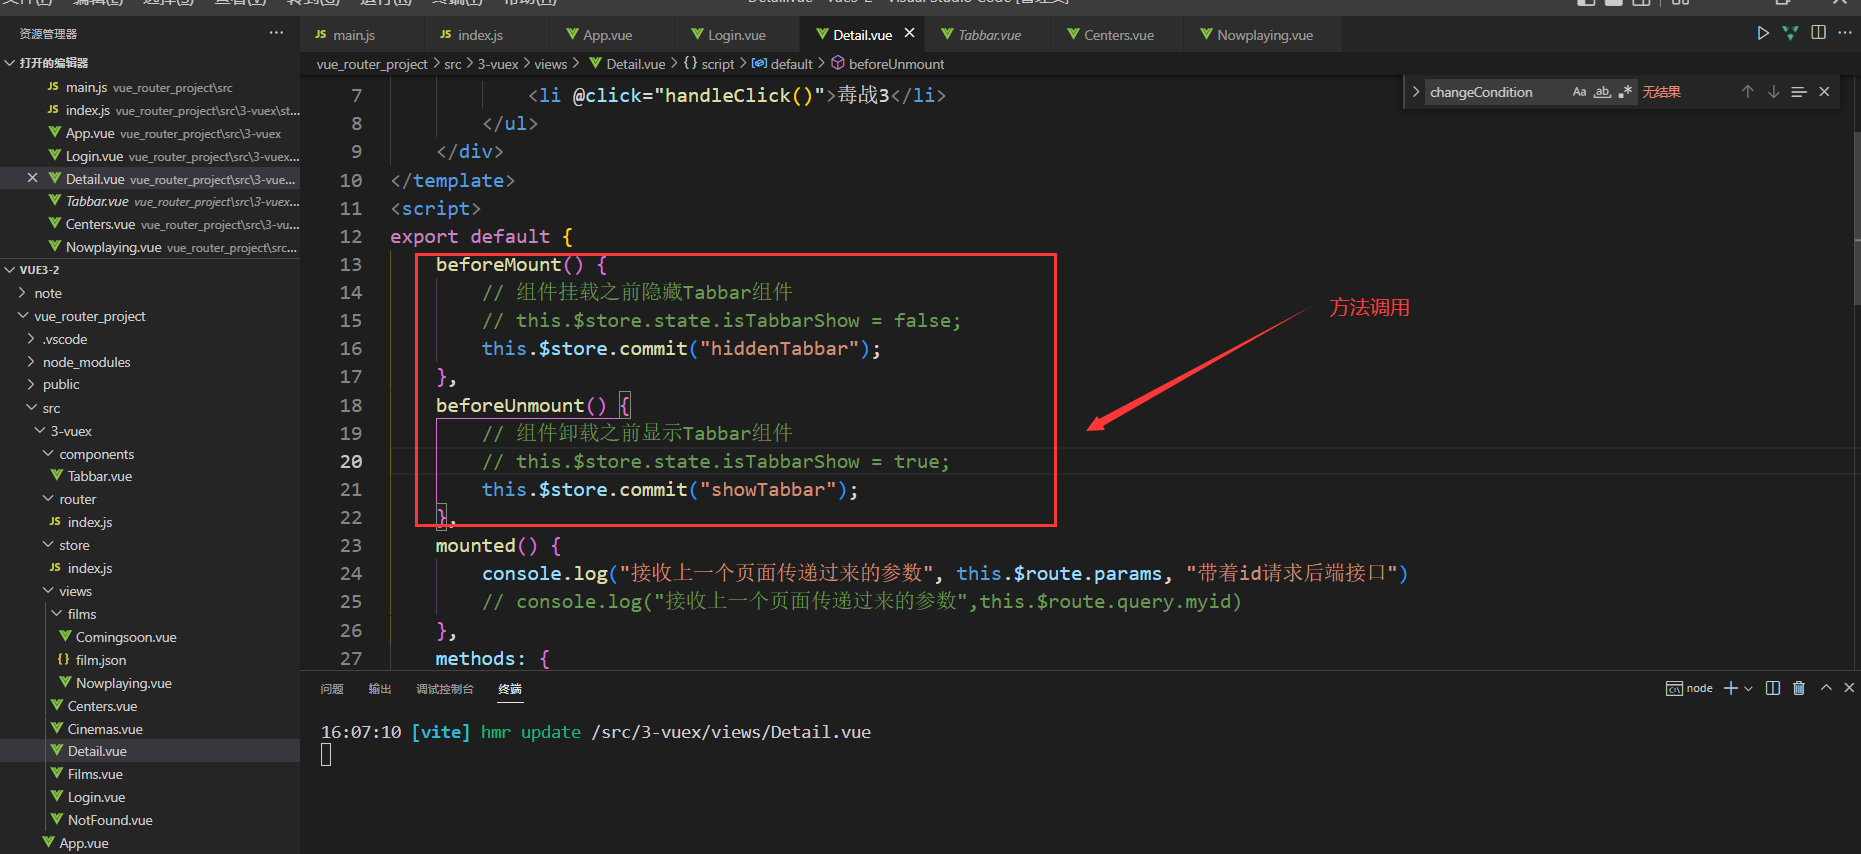 Detail.vue - vue3-2 - Visual Studio Code [管理员]
资源管理器
main.js
index.js
App.vue
Login.vue
Detail.vue
Tabbar.vue
Centers.vue
Nowplaying.vue
打开的编辑器
main.js vue_router_project\src
index.js vue_router_project\src\3-vuex\st...
App.vue vue_router_project\src\3-vuex
Login.vue vue_router_project\src\3-vuex...
Detail.vue vue_router_project\src\3-vue...
Tabbar.vue vue_router_project\src\3-vuex...
Centers.vue vue_router_project\src\3-vu...
Nowplaying.vue vue_router_project\src...
VUE3-2
note
vue_router_project
.vscode
node_modules
public
src
3-vuex
components
Tabbar.vue
router
index.js
store
index.js
views
films
Comingsoon.vue
film.json
Nowplaying.vue
Centers.vue
Cinemas.vue
Detail.vue
Films.vue
Login.vue
NotFound.vue
App.vue
vue_router_project > src > 3-vuex > views > Detail.vue > {} script > default > beforeUnmount
changeCondition Aa ab .* 无结果
7 <li @click="handleClick()">毒战3</li>
8 </ul>
9 </div>
10 </template>
11 <script>
12 export default {
13 beforeMount() {
14 // 组件挂载之前隐藏Tabbar组件
15 // this.$store.state.isTabbarShow = false;
16 this.$store.commit("hiddenTabbar");
17 },
18 beforeUnmount() {
19 // 组件卸载之前显示Tabbar组件
20 // this.$store.state.isTabbarShow = true;
21 this.$store.commit("showTabbar");
22 },
23 mounted() {
24 console.log("接收上一个页面传递过来的参数", this.$route.params, "带着id请求后端接口")
25 // console.log("接收上一个页面传递过来的参数",this.$route.query.myid)
26 },
27 methods: {
方法调用
问题 输出 调试控制台 终端
node
16:07:10 [vite] hmr update /src/3-vuex/views/Detail.vue